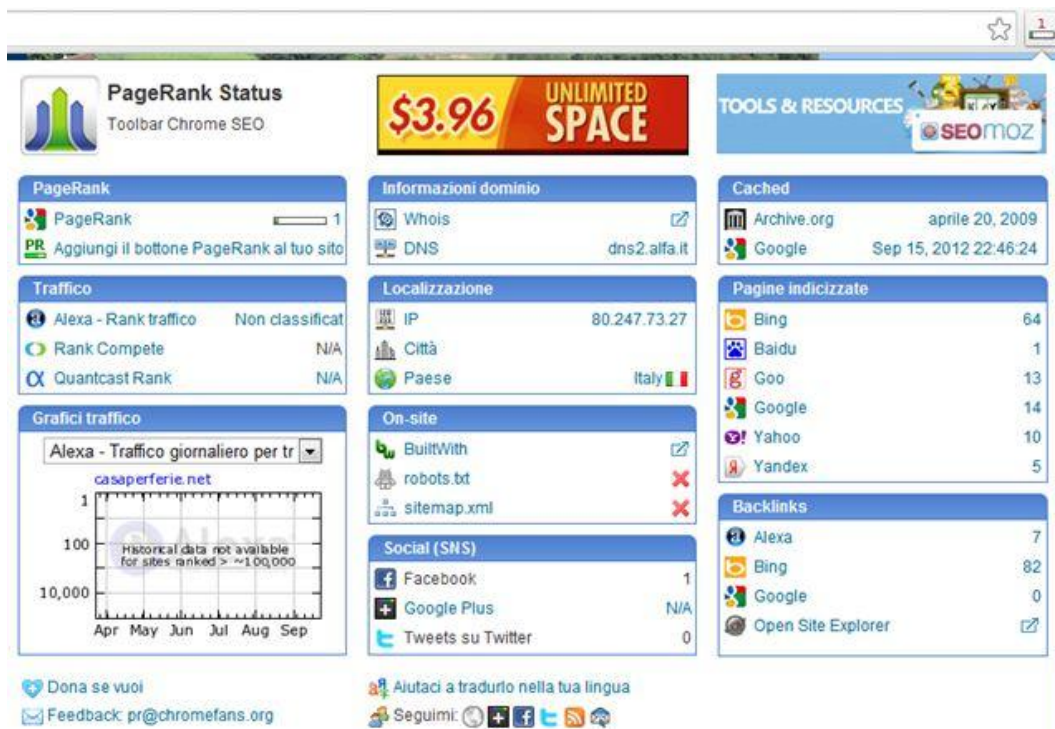 1
PageRank Status
Toolbar Chrome SEO
$3.96 UNLIMITED SPACE
TOOLS & RESOURCES
SEOmoz
PageRank
PageRank 1
PR Aggiungi il bottone PageRank al tuo sito
Traffico
Alexa - Rank traffico Non classificat
Rank Compete N/A
Quantcast Rank N/A
Grafici traffico
Alexa - Traffico giornaliero per tr
casaperferie.net
1
100
10,000
Historical data not available
for sites ranked > ~100,000
Apr May Jun Jul Aug Sep
Informazioni dominio
Whois
DNS dns2.alfa.it
Localizzazione
IP 80.247.73.27
Città
Paese Italy
On-site
BuiltWith
robots.txt
sitemap.xml
Social (SNS)
Facebook 1
Google Plus N/A
Tweets su Twitter 0
Cached
Archive.org aprile 20, 2009
Google Sep 15, 2012 22:46:24
Pagine indicizzate
Bing 64
Baidu 1
Goo 13
Google 14
Yahoo 10
Yandex 5
Backlinks
Alexa 7
Bing 82
Google 0
Open Site Explorer
Dona se vuoi
Feedback: pr@chromefans.org
Aiutaci a tradurlo nella tua lingua
Seguimi: